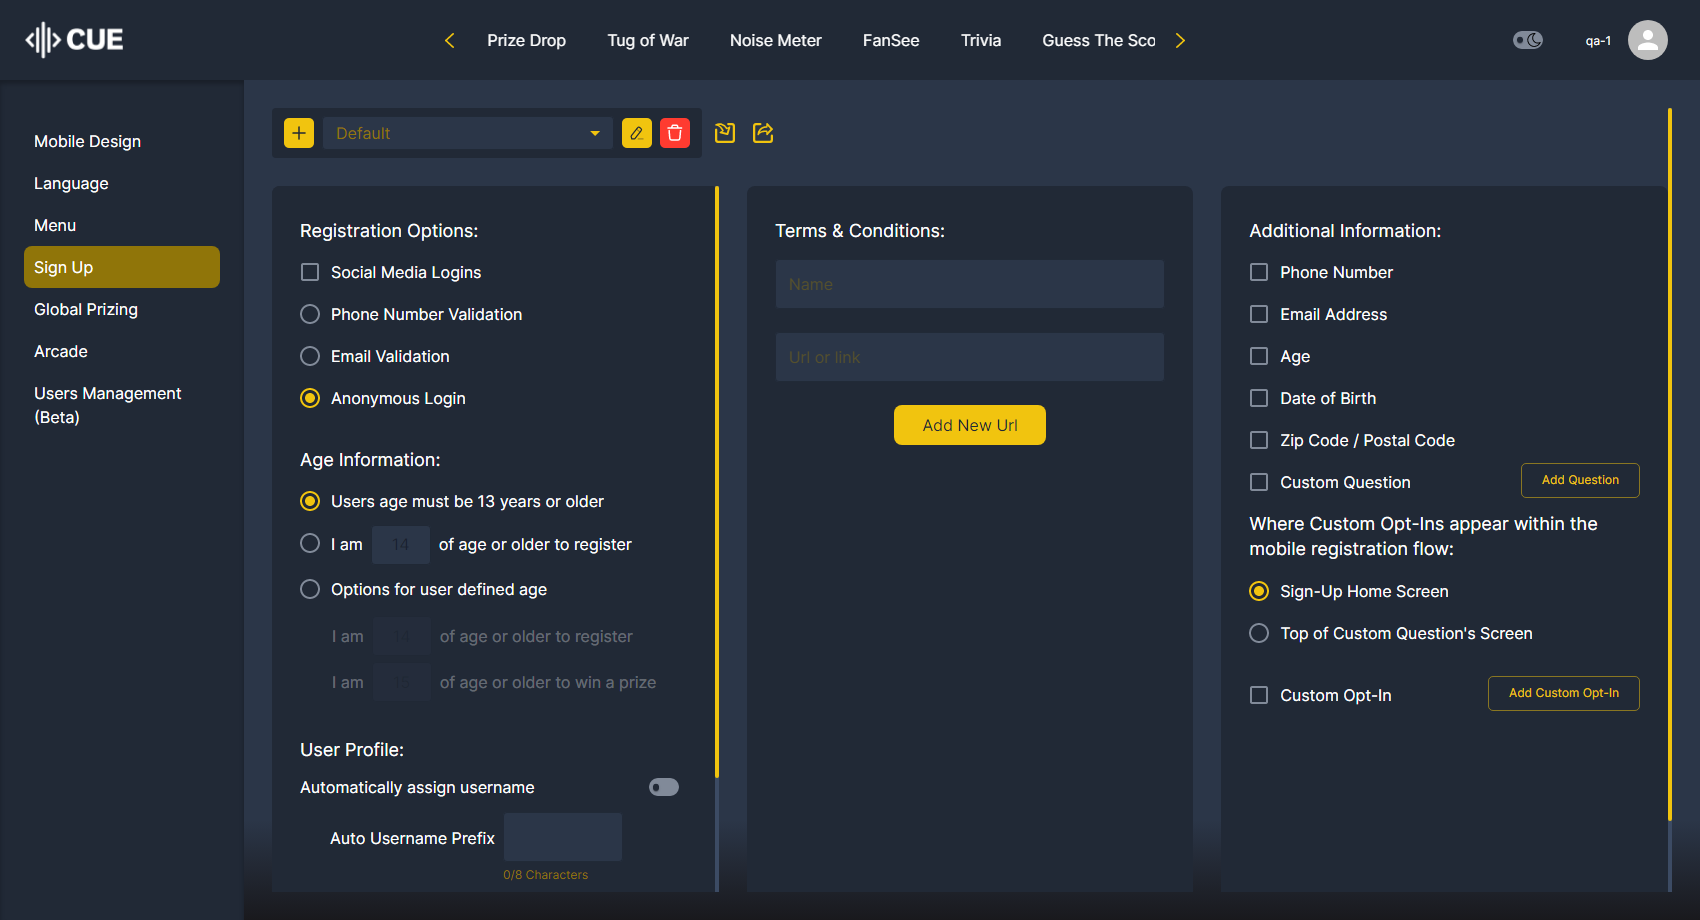 CUE
Prize Drop
Tug of War
Noise Meter
FanSee
Trivia
Guess The Sco
qa-1
Mobile Design
Language
Menu
Sign Up
Global Prizing
Arcade
Users Management
(Beta)
Default
Registration Options:
Social Media Logins
Phone Number Validation
Email Validation
Anonymous Login
Age Information:
Users age must be 13 years or older
I am 14 of age or older to register
Options for user defined age
I am of age or older to register
I am of age or older to win a prize
User Profile:
Automatically assign username
Auto Username Prefix
0/8 Characters
Terms & Conditions:
Name
Url or link
Add New Url
Additional Information:
Phone Number
Email Address
Age
Date of Birth
Zip Code / Postal Code
Custom Question
Add Question
Where Custom Opt-Ins appear within the
mobile registration flow:
Sign-Up Home Screen
Top of Custom Question's Screen
Custom Opt-In
Add Custom Opt-In